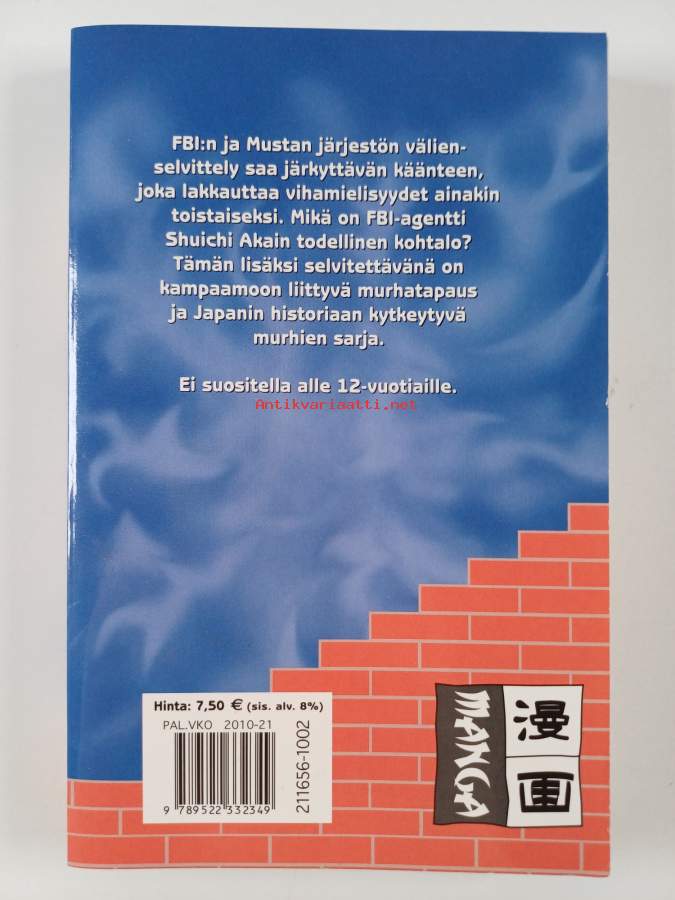 FBI:n ja Mustan järjestön välien-
selvittely saa järkyttävän käänteen,
joka lakkauttaa vihamielisyydet ainakin
toistaiseksi. Mikä on FBI-agentti
Shuichi Akain todellinen kohtalo?
Tämän lisäksi selvitettävänä on
kampaamoon liittyvä murhatapaus
ja Japanin historiaan kytkeytyvä
murhien sarja.
Ei suositella alle 12-vuotiaille.
Antikvariaatti.net
Hinta: 7,50 € (sis. alv. 8%)
PAL.VKO 2010-21
211656-1002
9 789522 332349
MANGA
漫画